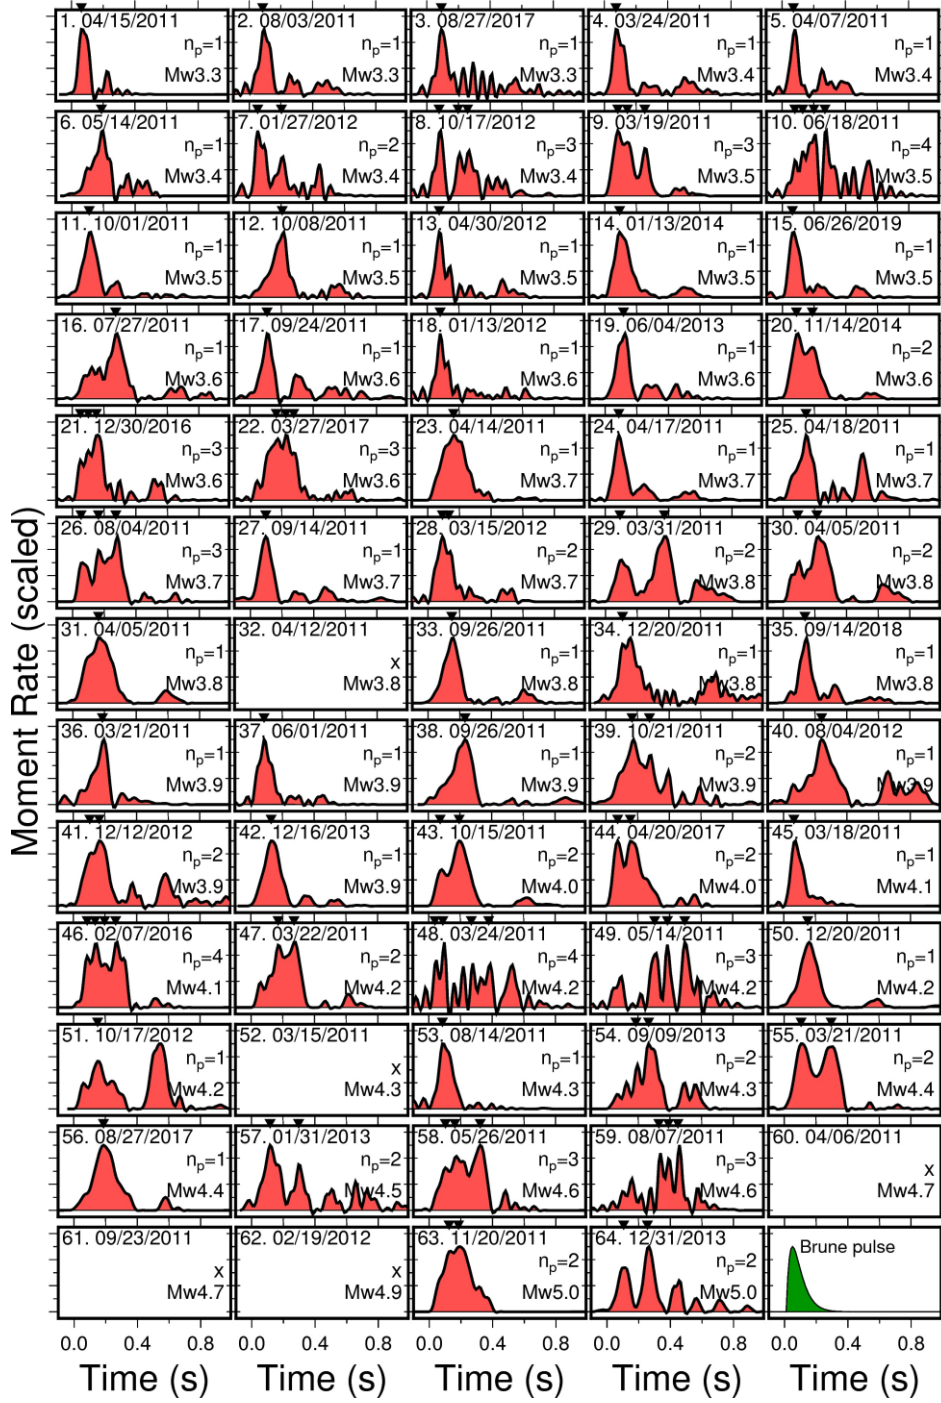 1. 04/15/2011
n_p=1
Mw3.3
2. 08/03/2011
n_p=1
Mw3.3
3. 08/27/2017
n_p=1
Mw3.3
4. 03/24/2011
n_p=1
Mw3.4
5. 04/07/2011
n_p=1
Mw3.4
6. 05/14/2011
n_p=1
Mw3.4
7. 01/27/2012
n_p=2
Mw3.4
8. 10/17/2012
n_p=3
Mw3.4
9. 03/19/2011
n_p=3
Mw3.5
10. 06/18/2011
n_p=4
Mw3.5
11. 10/01/2011
n_p=1
Mw3.5
12. 10/08/2011
n_p=1
Mw3.5
13. 04/30/2012
n_p=1
Mw3.5
14. 01/13/2014
n_p=1
Mw3.5
15. 06/26/2019
n_p=1
Mw3.5
16. 07/27/2011
n_p=1
Mw3.6
17. 09/24/2011
n_p=1
Mw3.6
18. 01/13/2012
n_p=1
Mw3.6
19. 06/04/2013
n_p=1
Mw3.6
20. 11/14/2014
n_p=2
Mw3.6
21. 12/30/2016
n_p=3
Mw3.6
22. 03/27/2017
n_p=3
Mw3.6
23. 04/14/2011
n_p=1
Mw3.7
24. 04/17/2011
n_p=1
Mw3.7
25. 04/18/2011
n_p=1
Mw3.7
26. 08/04/2011
n_p=3
Mw3.7
27. 09/14/2011
n_p=1
Mw3.7
28. 03/15/2012
n_p=2
Mw3.7
29. 03/31/2011
n_p=2
Mw3.8
30. 04/05/2011
n_p=2
Mw3.8
31. 04/05/2011
n_p=1
Mw3.8
32. 04/12/2011
x
Mw3.8
33. 09/26/2011
n_p=1
Mw3.8
34. 12/20/2011
n_p=1
Mw3.8
35. 09/14/2018
n_p=1
Mw3.8
36. 03/21/2011
n_p=1
Mw3.9
37. 06/01/2011
n_p=1
Mw3.9
38. 09/26/2011
n_p=1
Mw3.9
39. 10/21/2011
n_p=2
Mw3.9
40. 08/04/2012
n_p=1
Mw3.9
41. 12/12/2012
n_p=2
Mw3.9
42. 12/16/2013
n_p=1
Mw3.9
43. 10/15/2011
n_p=2
Mw4.0
44. 04/20/2017
n_p=2
Mw4.0
45. 03/18/2011
n_p=1
Mw4.1
46. 02/07/2016
n_p=4
Mw4.1
47. 03/22/2011
n_p=2
Mw4.2
48. 03/24/2011
n_p=4
Mw4.2
49. 05/14/2011
n_p=3
Mw4.2
50. 12/20/2011
n_p=1
Mw4.2
51. 10/17/2012
n_p=1
Mw4.2
52. 03/15/2011
x
Mw4.3
53. 08/14/2011
n_p=1
Mw4.3
54. 09/09/2013
n_p=2
Mw4.3
55. 03/21/2011
n_p=2
Mw4.4
56. 08/27/2017
n_p=1
Mw4.4
57. 01/31/2013
n_p=2
Mw4.5
58. 05/26/2011
n_p=3
Mw4.6
59. 08/07/2011
n_p=3
Mw4.6
60. 04/06/2011
x
Mw4.7
61. 09/23/2011
x
Mw4.7
62. 02/19/2012
x
Mw4.9
63. 11/20/2011
n_p=2
Mw5.0
64. 12/31/2013
n_p=2
Mw5.0
Brune pulse
Moment Rate (scaled)
0.0 0.4 0.8 0.0 0.4 0.8 0.0 0.4 0.8 0.0 0.4 0.8 0.0 0.4 0.8
Time (s) Time (s) Time (s) Time (s) Time (s)